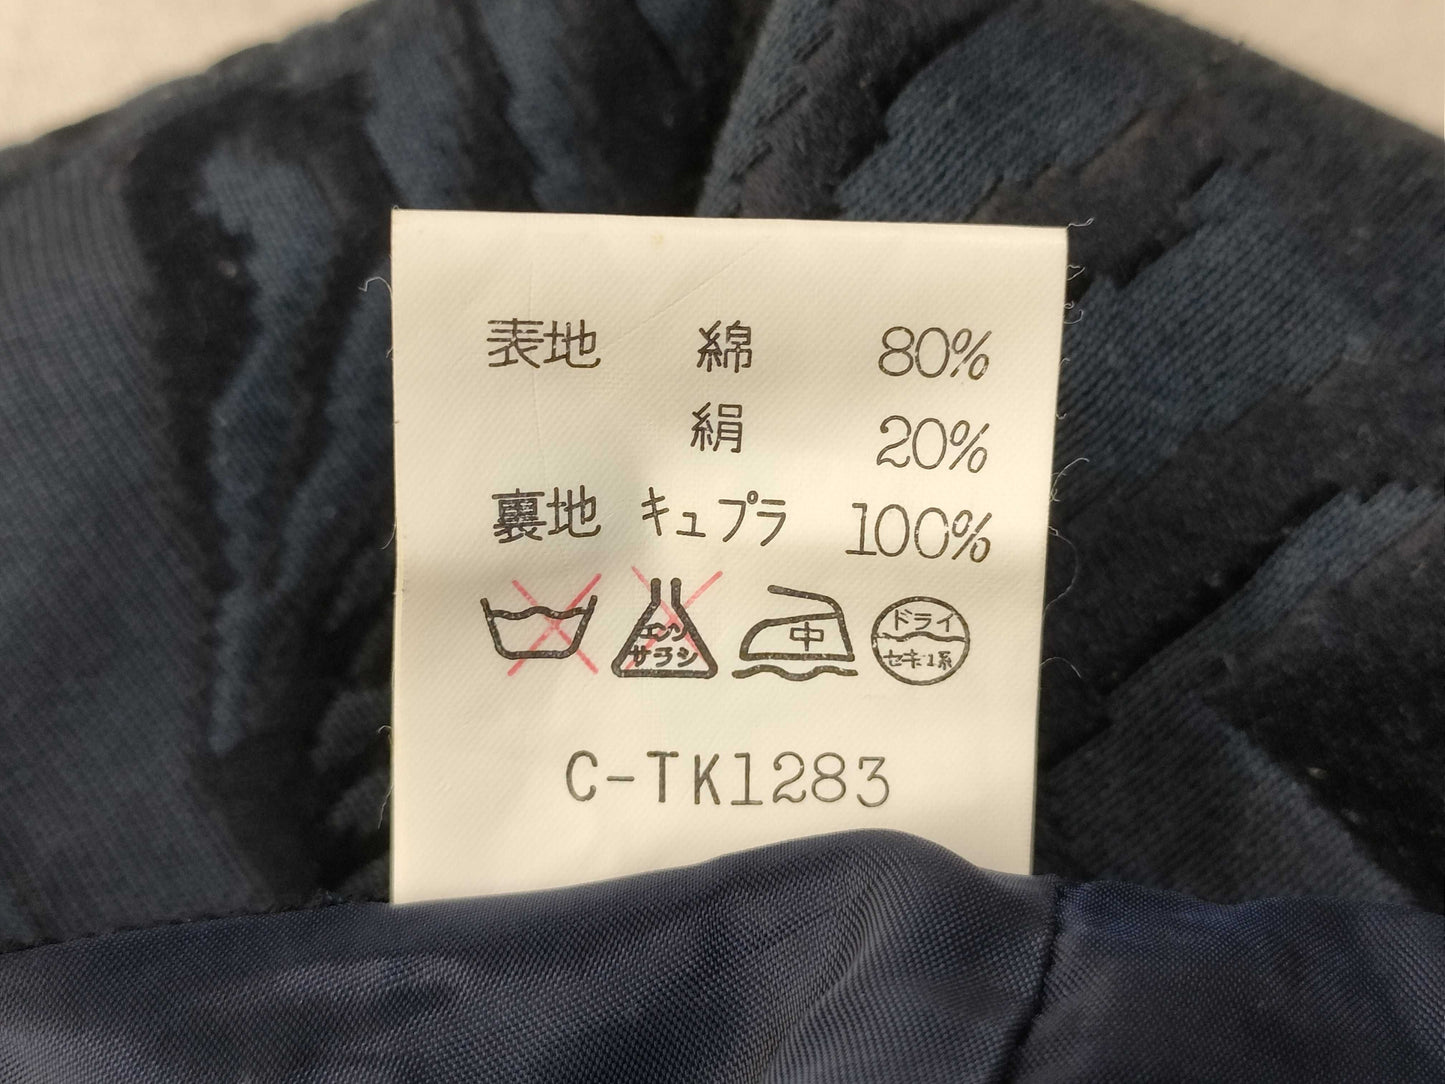 表地 綿 80%
絹 20%
裏地 キュプラ 100%
エンソ
サラシ
中
ドライ
セキユ系
C-TK1283